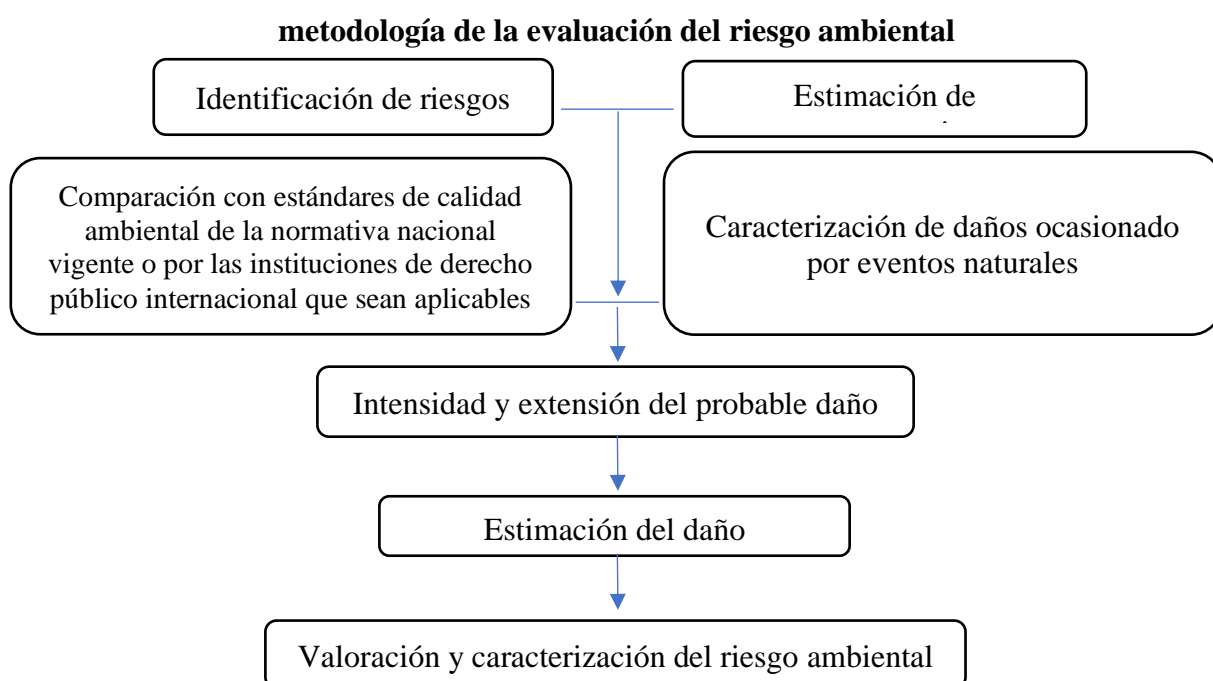 metodología de la evaluación del riesgo ambiental
Identificación de riesgos
Estimación de
Comparación con estándares de calidad
ambiental de la normativa nacional
vigente o por las instituciones de derecho
público internacional que sean aplicables
Caracterización de daños ocasionado
por eventos naturales
Intensidad y extensión del probable daño
Estimación del daño
Valoración y caracterización del riesgo ambiental